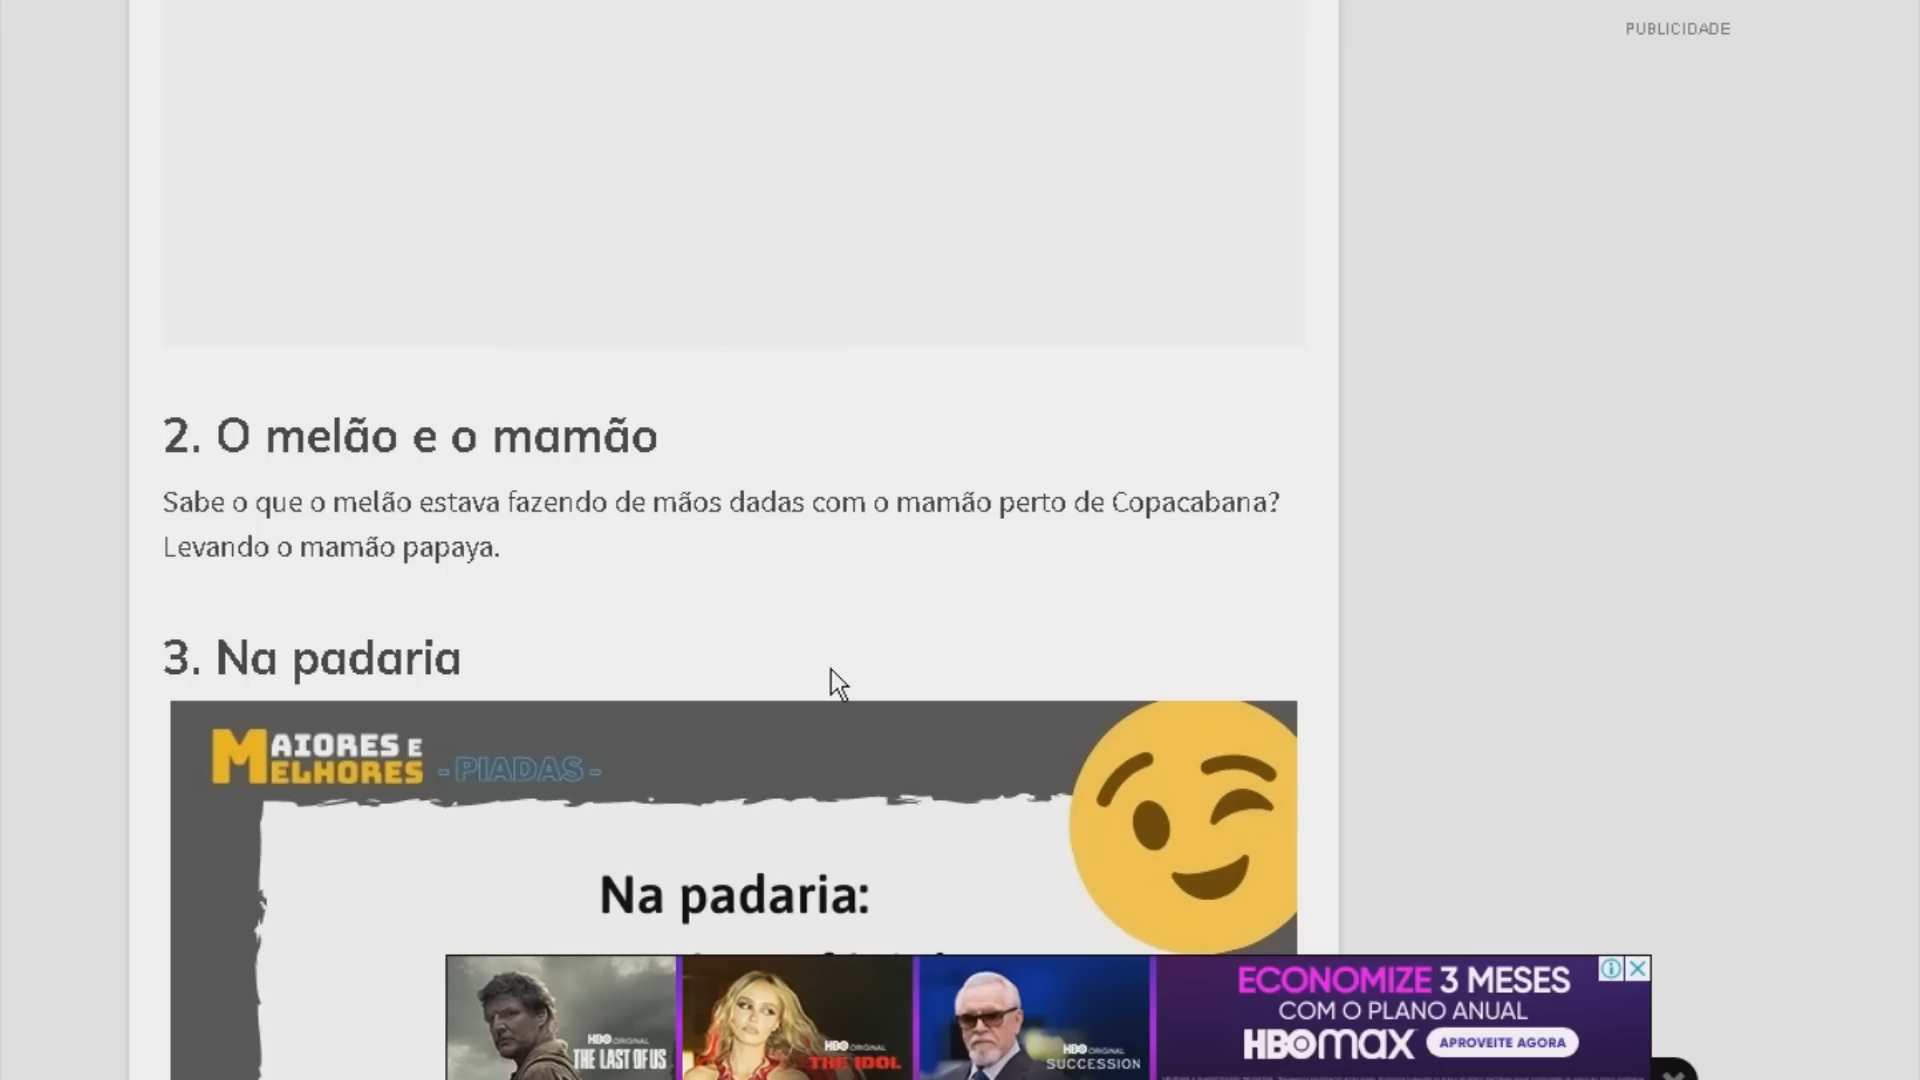 PUBLICIDADE
2. O melão e o mamão
Sabe o que o melão estava fazendo de mãos dadas com o mamão perto de Copacabana?
Levando o mamão papaya.
3. Na padaria
MAIORES E
MELHORES
- PIADAS -
Na padaria:
HBO ORIGINAL
THE LAST OF US
HBO ORIGINAL
THE IDOL
HBO ORIGINAL
SUCCESSION
ECONOMIZE 3 MESES
COM O PLANO ANUAL
HBOMAX APROVEITE AGORA